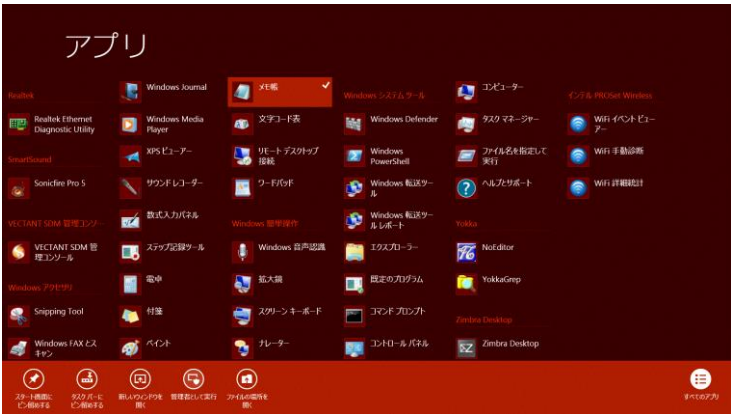 アプリ
Realtek
Realtek Ethernet
Diagnostic Utility
SmartSound
Sonicfire Pro 5
VECTANT SDM 管理コンソー
VECTANT SDM 管
理コンソール
Windows アクセサリ
Snipping Tool
Windows FAX とス
キャン
Windows Journal
Windows Media
Player
XPS ビューアー
サウンド レコーダー
数式入力パネル
ステップ記録ツール
電卓
付箋
ペイント
メモ帳
文字コード表
リモート デスクトップ
接続
ワードパッド
Windows 簡単操作
Windows 音声認識
拡大鏡
スクリーン キーボード
ナレーター
Windows システム ツール
Windows Defender
Windows
PowerShell
Windows 転送ツー
ル
Windows 転送ツー
ル レポート
エクスプローラー
既定のプログラム
コマンド プロンプト
コントロール パネル
コンピューター
タスク マネージャー
ファイル名を指定して
実行
ヘルプとサポート
Yokka
NoEditor
YokkaGrep
Zimbra Desktop
Zimbra Desktop
インテル PROSet Wireless
WiFi イベント ビュー
アー
WiFi 手動診断
WiFi 詳細統計
スタート画面に
ピン留めする
タスク バーに
ピン留めする
新しいウィンドウを
開く
管理者として実行
ファイルの場所を
開く
すべてのアプリ